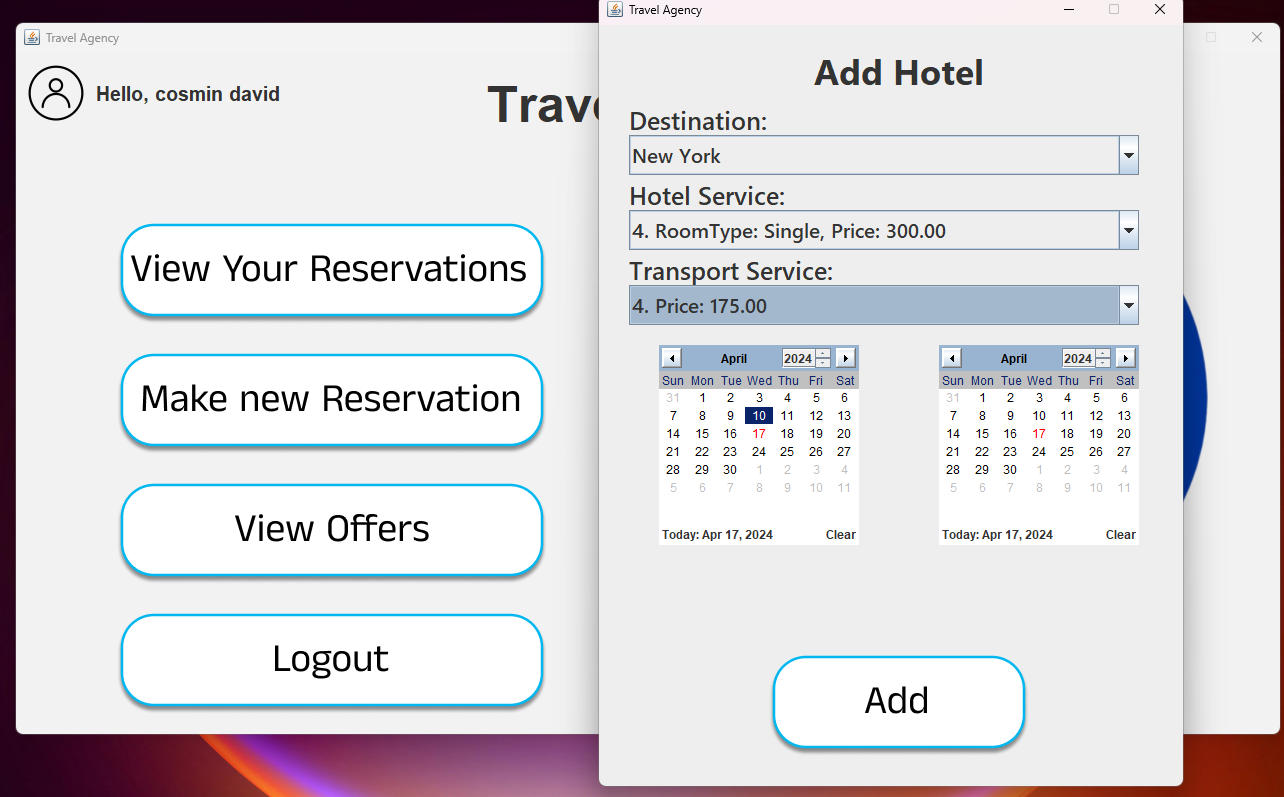 Travel Agency
Hello, cosmin david
View Your Reservations
Make new Reservation
View Offers
Logout
Travel Agency
Add Hotel
Destination:
New York
Hotel Service:
4. RoomType: Single, Price: 300.00
Transport Service:
4. Price: 175.00
April 2024
Sun Mon Tue Wed Thu Fri Sat
31 1 2 3 4 5 6
7 8 9 10 11 12 13
14 15 16 17 18 19 20
21 22 23 24 25 26 27
28 29 30 1 2 3 4
5 6 7 8 9 10 11
Today: Apr 17, 2024 Clear
April 2024
Sun Mon Tue Wed Thu Fri Sat
31 1 2 3 4 5 6
7 8 9 10 11 12 13
14 15 16 17 18 19 20
21 22 23 24 25 26 27
28 29 30 1 2 3 4
5 6 7 8 9 10 11
Today: Apr 17, 2024 Clear
Add